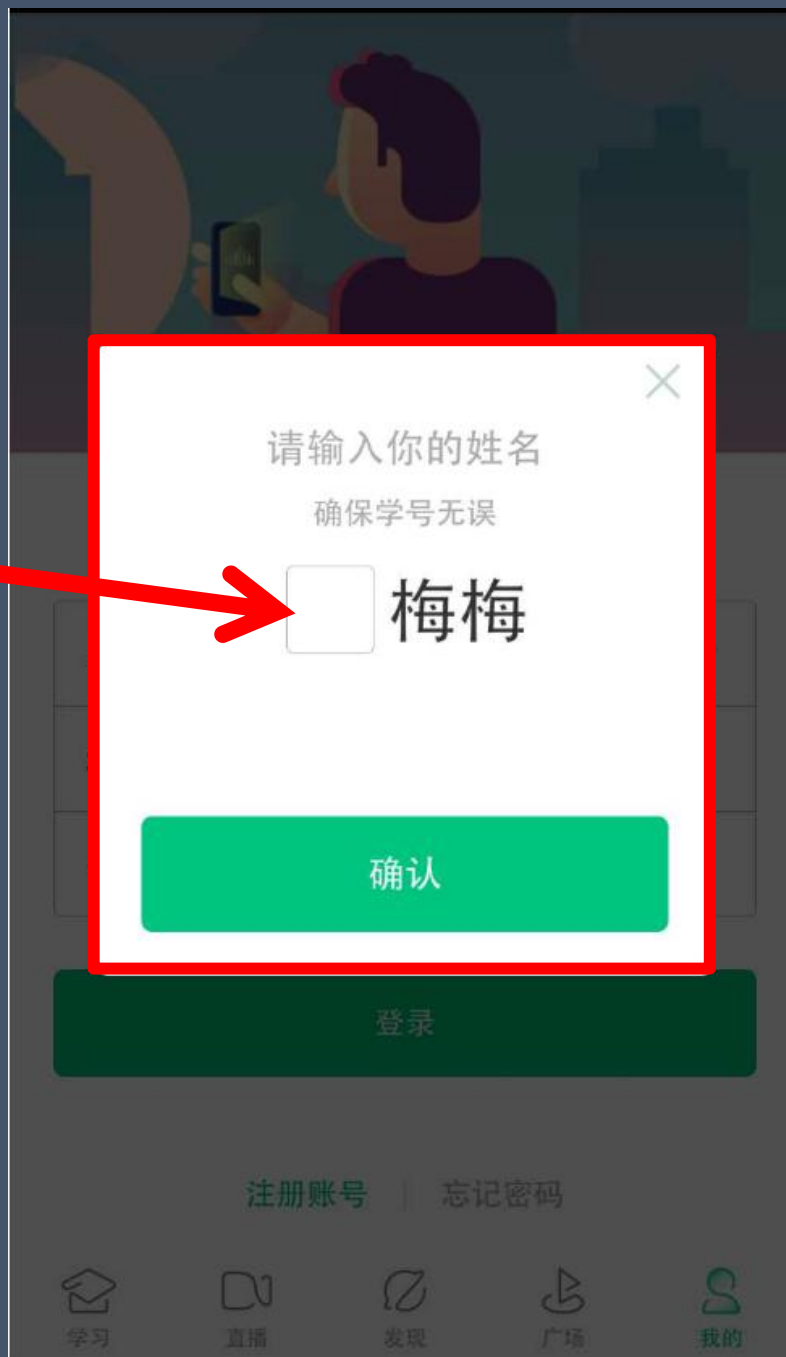 请输入你的姓名
确保学号无误
梅梅
确认
登录
注册账号 忘记密码
学习 直播 发现 广场 我的